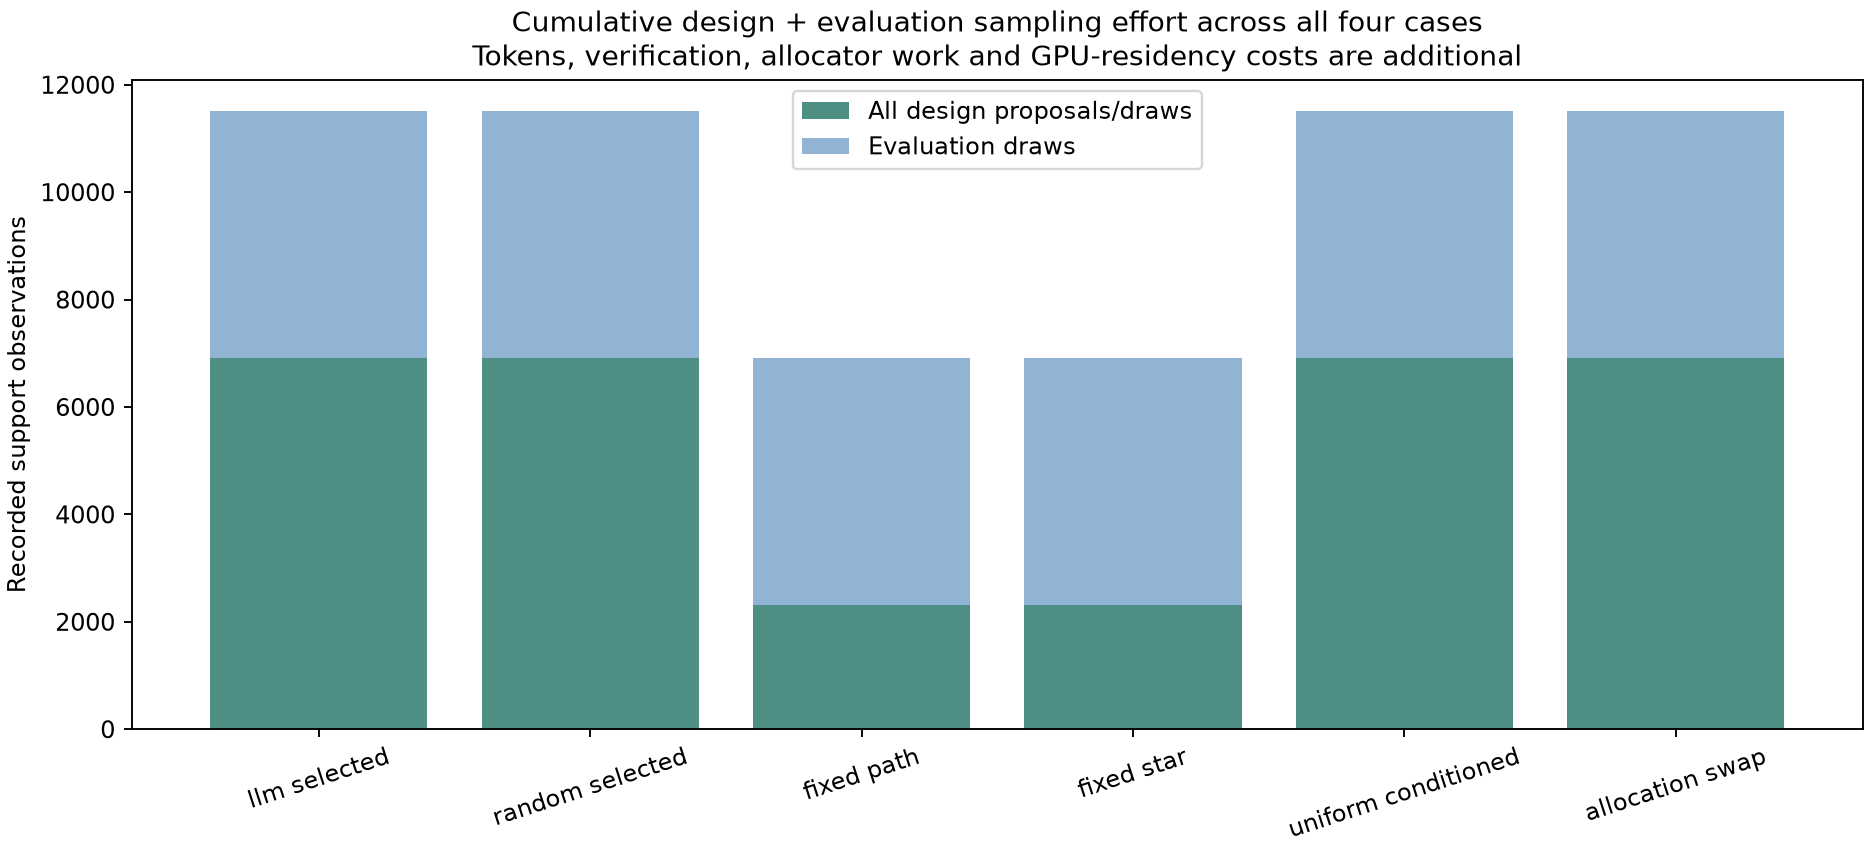 Cumulative design + evaluation sampling effort across all four cases
Tokens, verification, allocator work and GPU-residency costs are additional
All design proposals/draws
Evaluation draws
Recorded support observations
12000
10000
8000
6000
4000
2000
0
llm selected
random selected
fixed path
fixed star
uniform conditioned
allocation swap